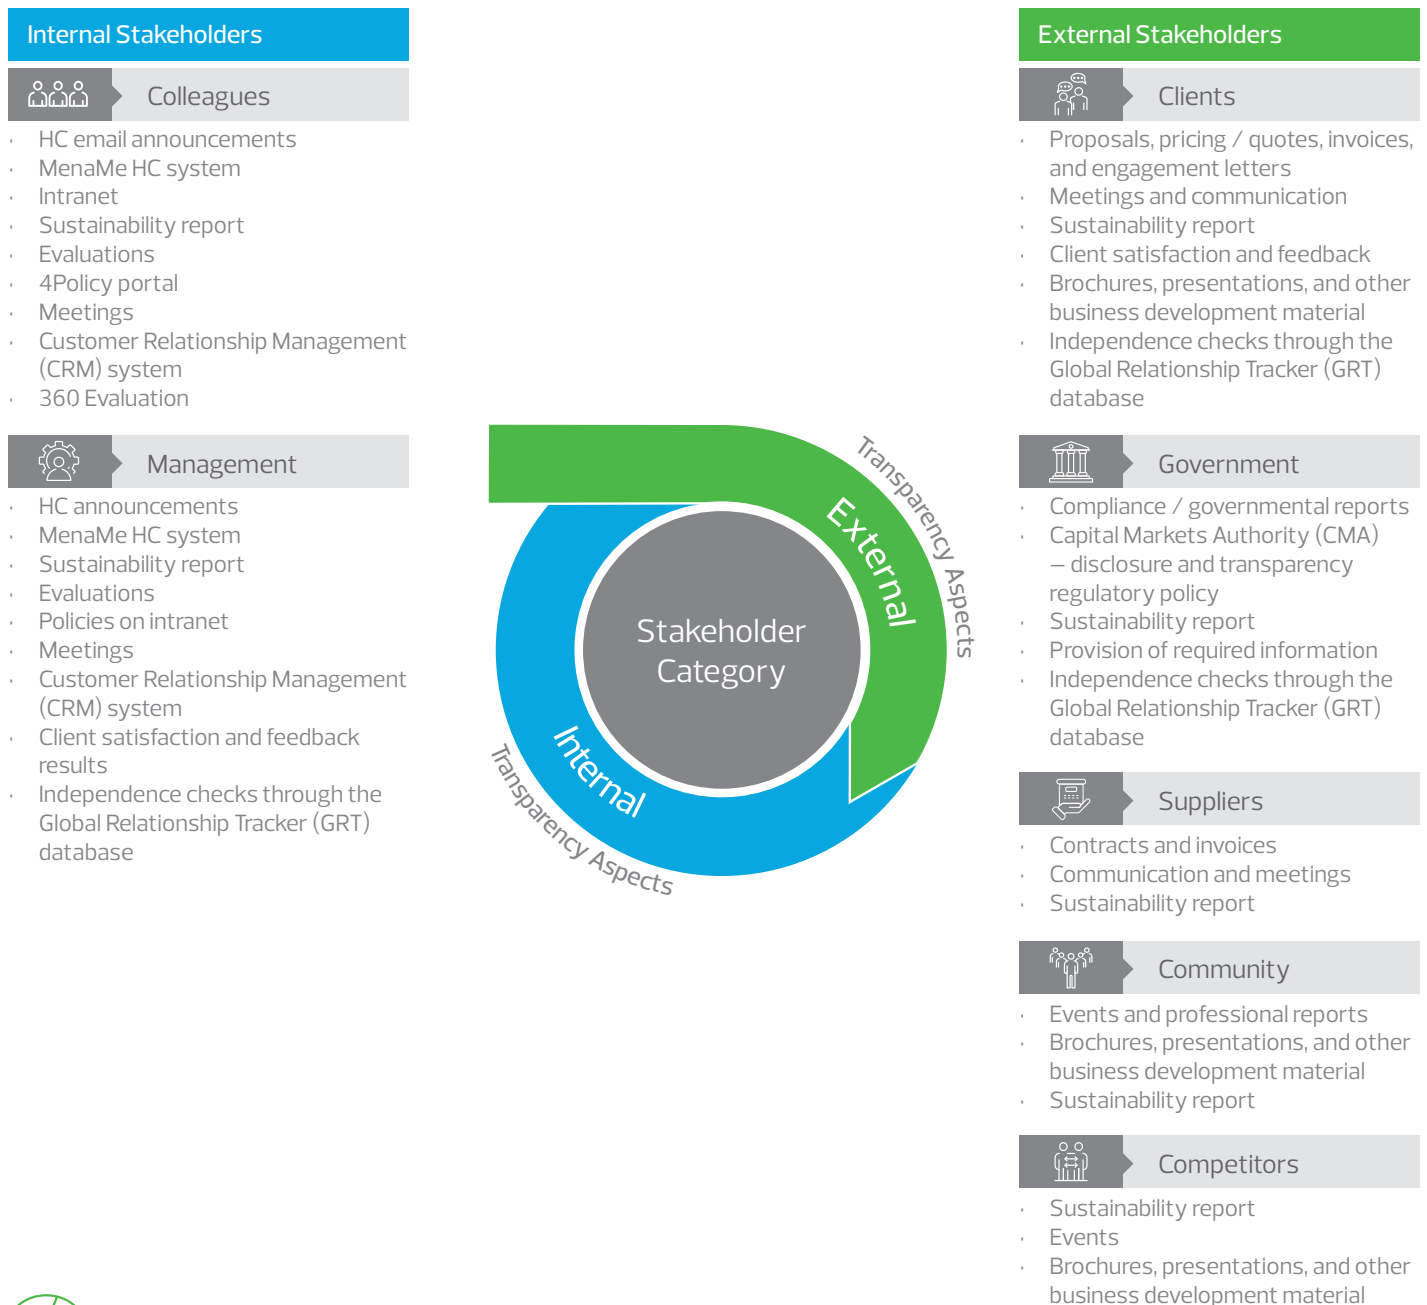 Internal Stakeholders
Colleagues
· HC email announcements
· MenaMe HC system
· Intranet
· Sustainability report
· Evaluations
· 4Policy portal
· Meetings
· Customer Relationship Management
(CRM) system
· 360 Evaluation
Management
· HC announcements
· MenaMe HC system
· Sustainability report
· Evaluations
· Policies on intranet
· Meetings
· Customer Relationship Management
(CRM) system
· Client satisfaction and feedback
results
· Independence checks through the
Global Relationship Tracker (GRT)
database
Stakeholder
Category
External
Transparency Aspects
Internal
Transparency Aspects
External Stakeholders
Clients
· Proposals, pricing / quotes, invoices,
and engagement letters
· Meetings and communication
· Sustainability report
· Client satisfaction and feedback
· Brochures, presentations, and other
business development material
· Independence checks through the
Global Relationship Tracker (GRT)
database
Government
· Compliance / governmental reports
· Capital Markets Authority (CMA)
– disclosure and transparency
regulatory policy
· Sustainability report
· Provision of required information
· Independence checks through the
Global Relationship Tracker (GRT)
database
Suppliers
· Contracts and invoices
· Communication and meetings
· Sustainability report
Community
· Events and professional reports
· Brochures, presentations, and other
business development material
· Sustainability report
Competitors
· Sustainability report
· Events
· Brochures, presentations, and other
business development material